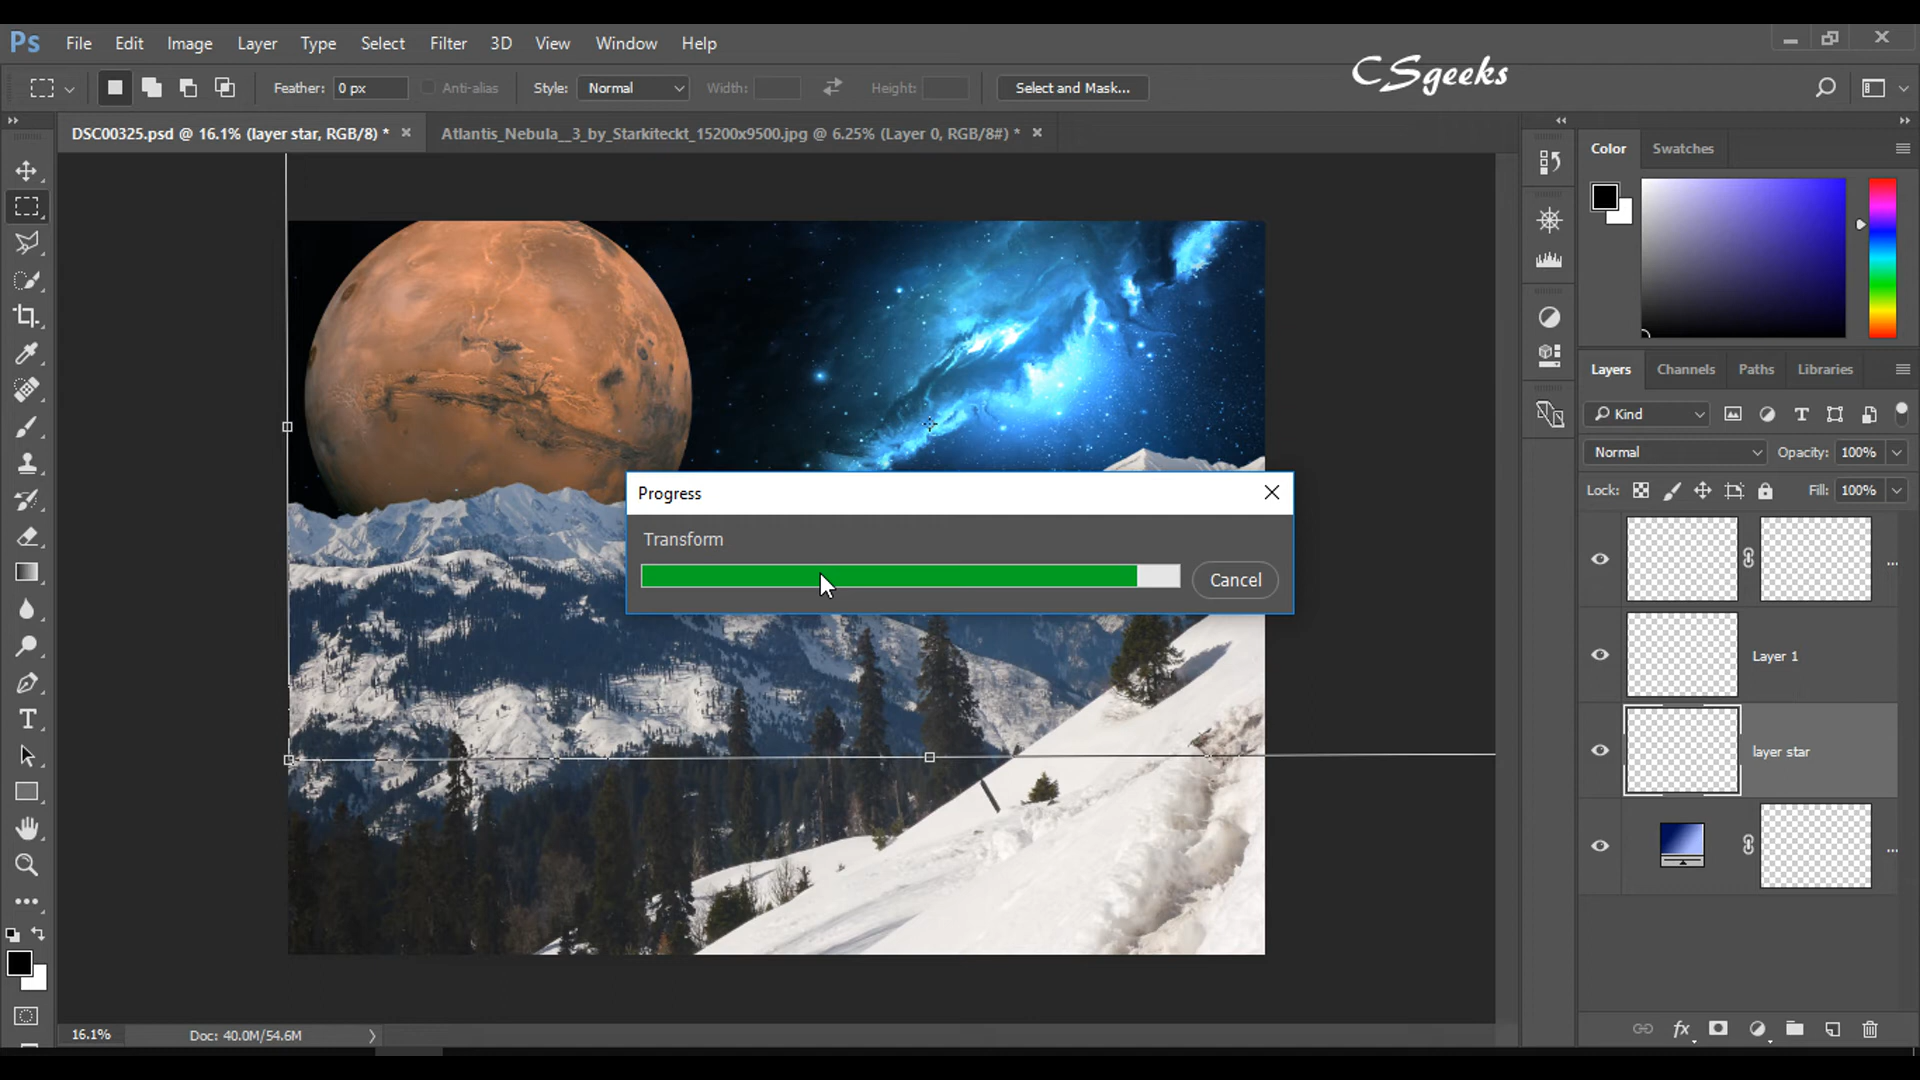 Ps File Edit Image Layer Type Select Filter 3D View Window Help
CSgeeks
Feather: 0 px Anti-alias Style: Normal Width: Height: Select and Mask...
DSC00325.psd @ 16.1% (layer star, RGB/8) * Atlantis_Nebula__3_by_Starkiteckt_15200x9500.jpg @ 6.25% (Layer 0, RGB/8#) *
Color Swatches
Layers Channels Paths Libraries
Kind
Normal Opacity: 100%
Lock: Fill: 100%
Progress
Transform
Cancel
Layer 1
layer star
16.1% Doc: 40.0M/54.6M